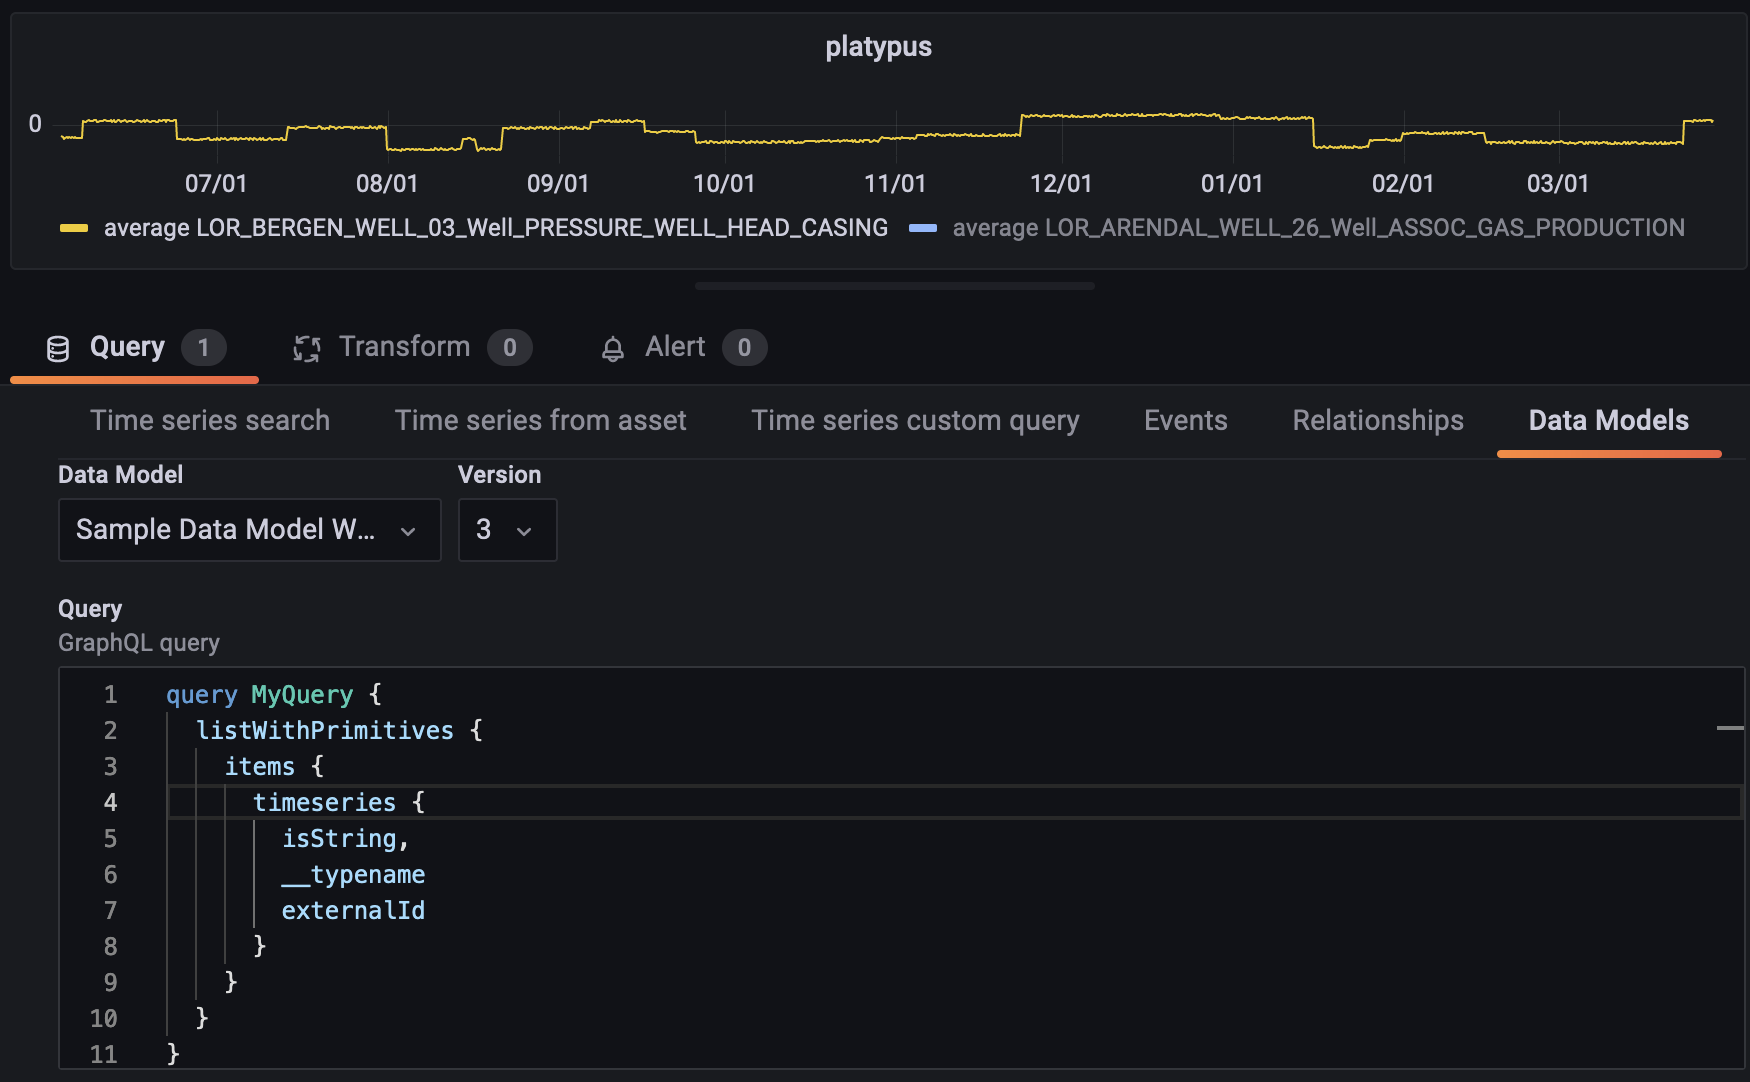 platypus
0
07/01 08/01 09/01 10/01 11/01 12/01 01/01 02/01 03/01
average LOR_BERGEN_WELL_03_Well_PRESSURE_WELL_HEAD_CASING average LOR_ARENDAL_WELL_26_Well_ASSOC_GAS_PRODUCTION
Query 1 Transform 0 Alert 0
Time series search Time series from asset Time series custom query Events Relationships Data Models
Data Model Version
Sample Data Model W... 3
Query
GraphQL query
1 query MyQuery {
2 listWithPrimitives {
3 items {
4 timeseries {
5 isString,
6 __typename
7 externalId
8 }
9 }
10 }
11 }